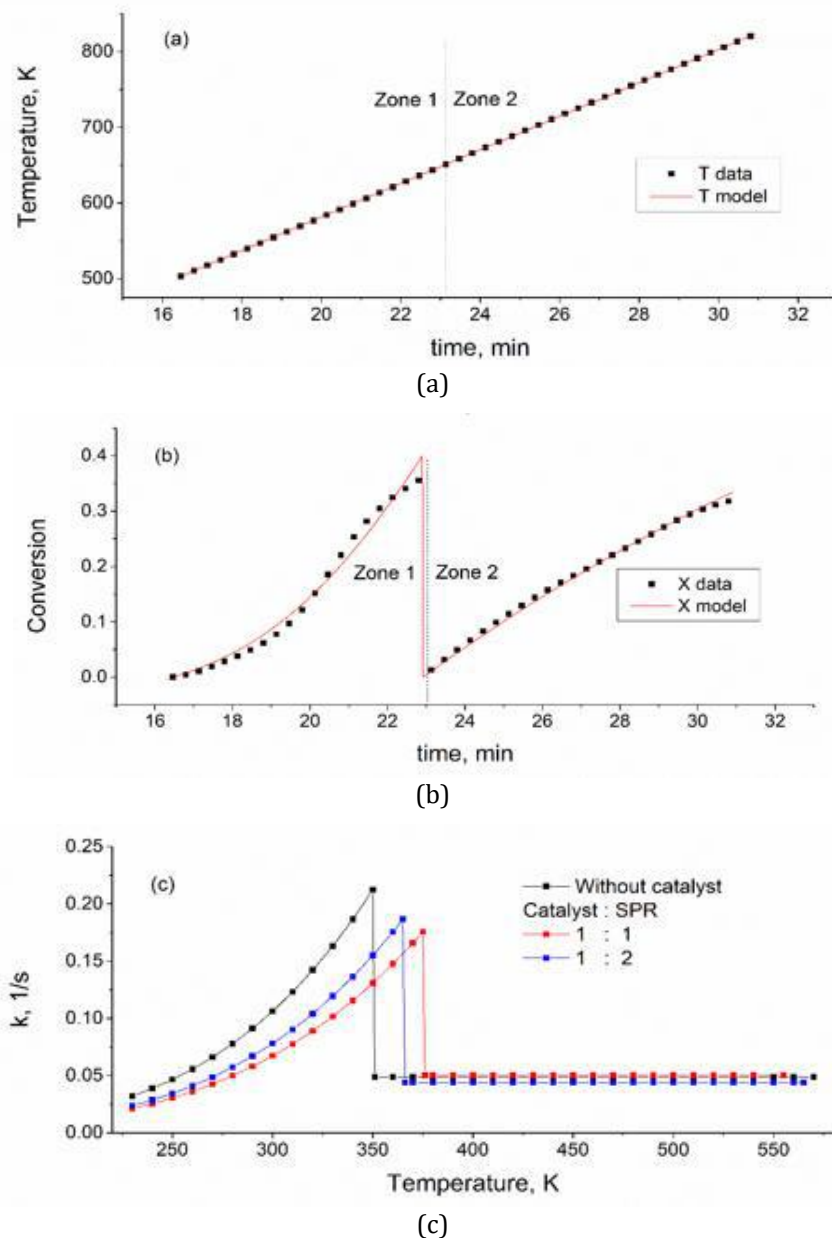 (a)
800
700
600
500
Temperature, K
Zone 1 Zone 2
T data
T model
16 18 20 22 24 26 28 30 32
time, min
(a)
(b)
0.4
0.3
0.2
0.1
0.0
Conversion
Zone 1 Zone 2
X data
X model
16 18 20 22 24 26 28 30 32
time, min
(b)
(c)
0.25
0.20
0.15
0.10
0.05
0.00
k, 1/s
Without catalyst
Catalyst : SPR
1 : 1
1 : 2
250 300 350 400 450 500 550
Temperature, K
(c)